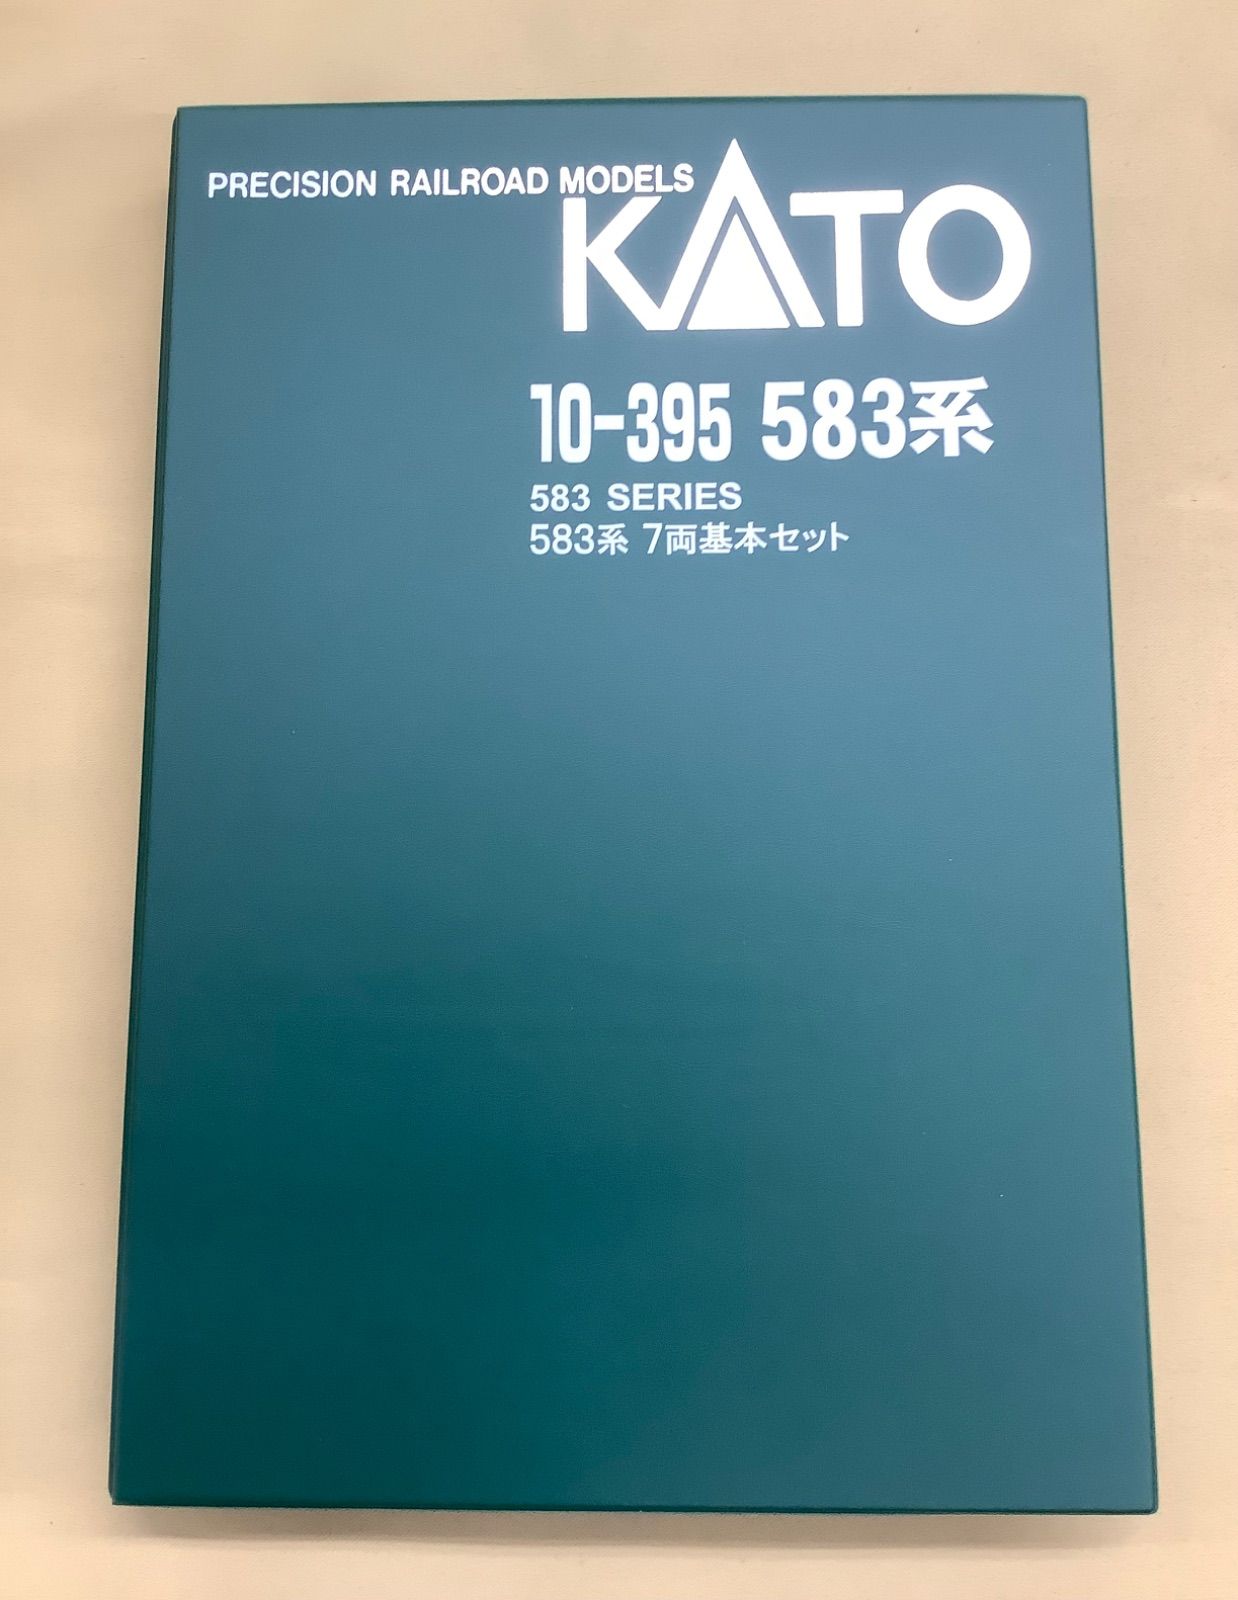 PRECISION RAILROAD MODELS
KATO
10-395 583系
583 SERIES
583系 7両基本セット